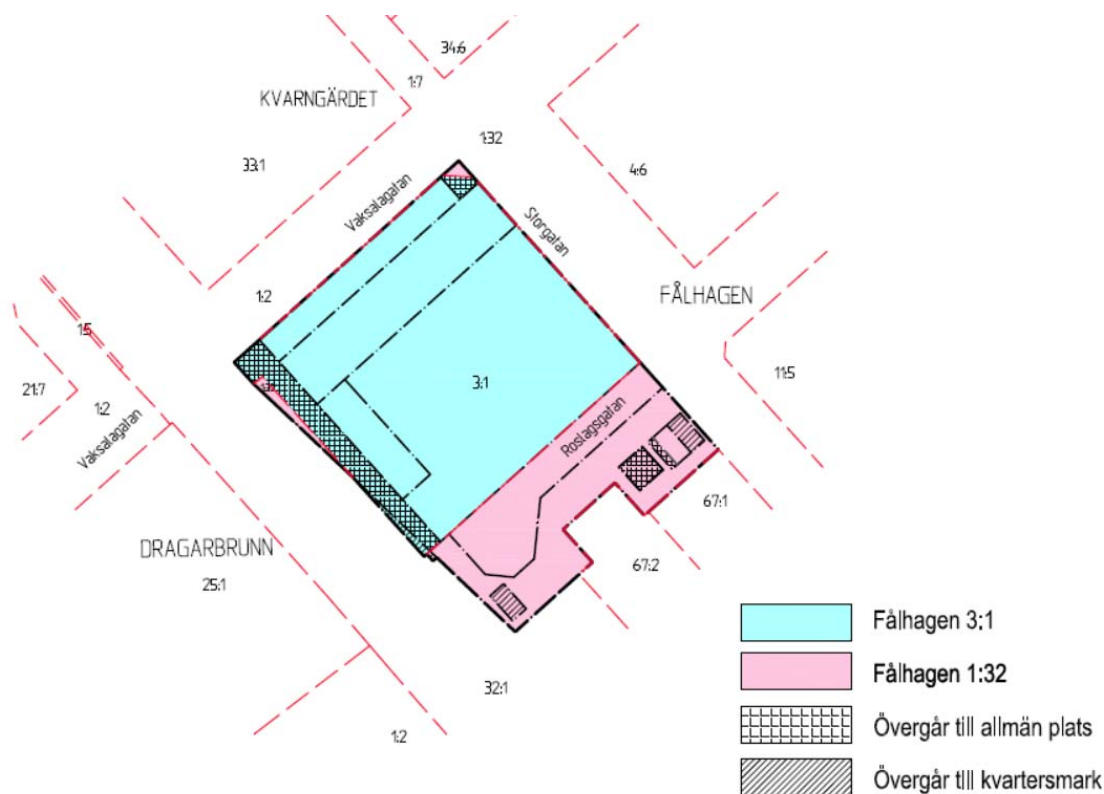 34:6
1:7
KVARNGÄRDET
1:32
33:1
4:6
Vaksalagatan
Storgatan
FÅLHAGEN
1:2
1:5
3:1
11:5
21:7
1:2
Vaksalagatan
Roslagsgatan
67:1
DRAGARBRUNN
67:2
25:1
32:1
1:2
Fålhagen 3:1
Fålhagen 1:32
Övergår till allmän plats
Övergår till kvartersmark